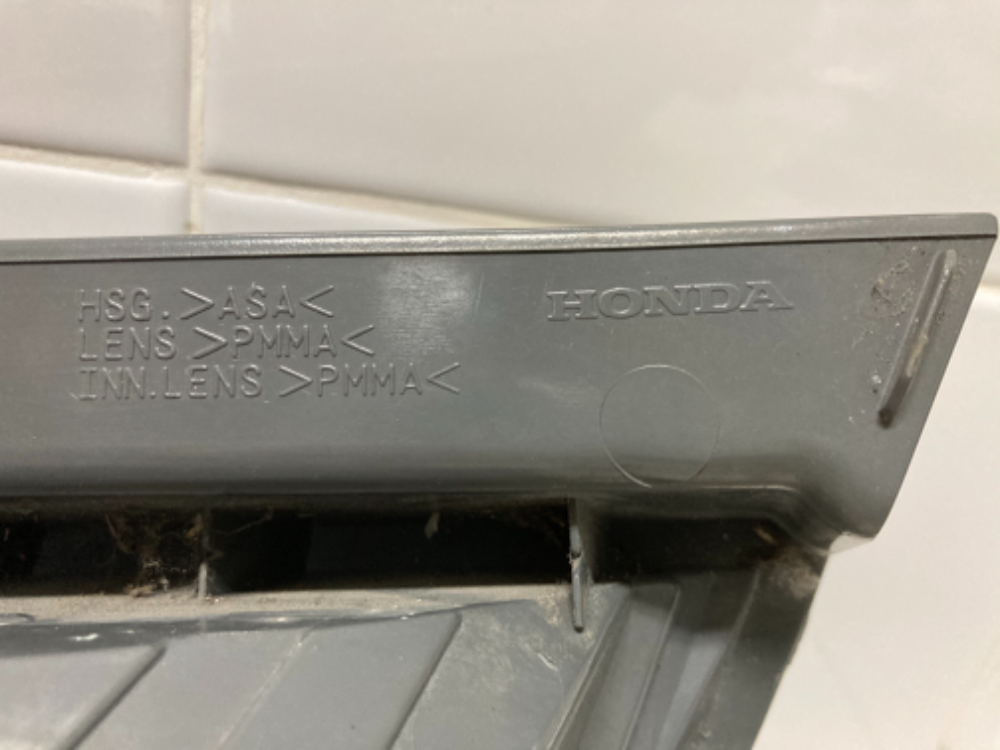 HSG. >ASA<
LENS >PMMA<
INN.LENS >PMMA<
HONDA